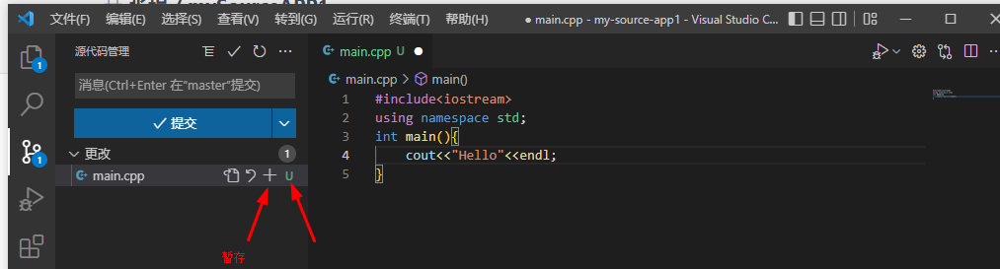 文件(F) 编辑(E) 选择(S) 查看(V) 转到(G) 运行(R) 终端(T) 帮助(H) ● main.cpp - my-source-app1 - Visual Studio C...
1
源代码管理
main.cpp U ●
消息(Ctrl+Enter 在"master"提交)
main.cpp > main()
提交
1 #include<iostream>
2 using namespace std;
3 int main(){
4 cout<<"Hello"<<endl;
5 }
更改 1
1
main.cpp U
暂存